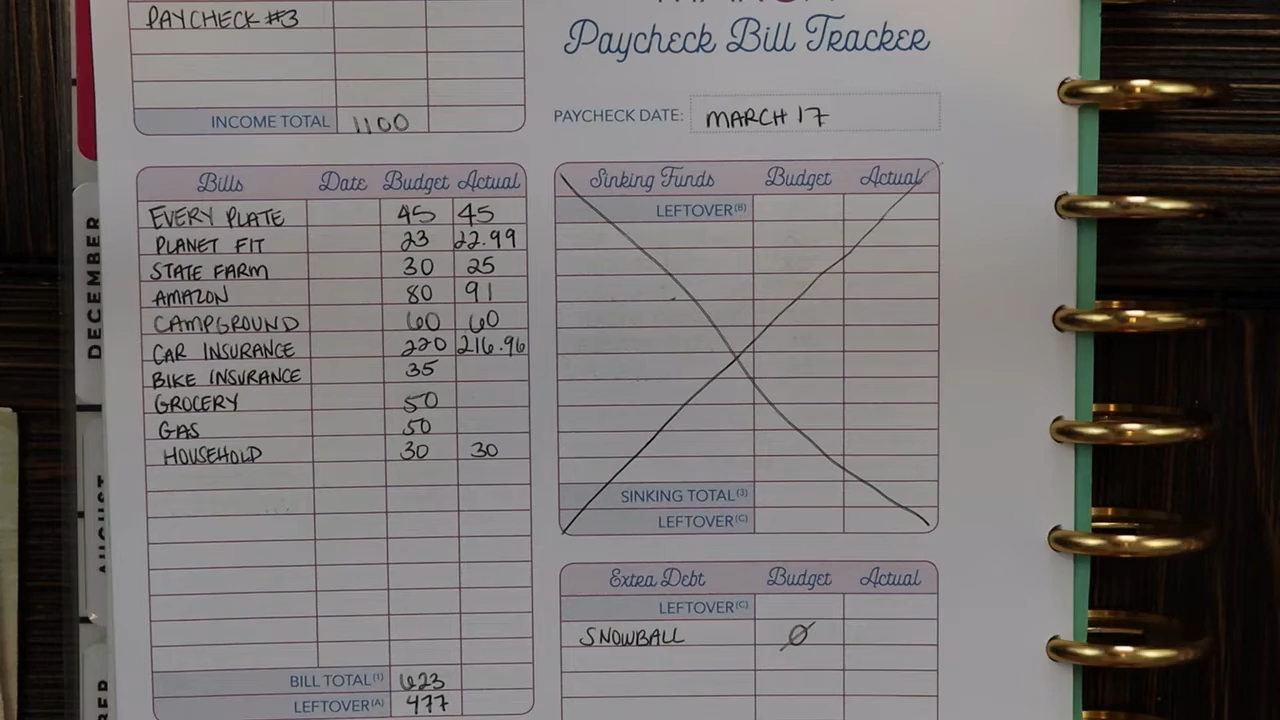 PAYCHECK #3
INCOME TOTAL 1100
Paycheck Bill Tracker
PAYCHECK DATE: MARCH 17
Bills Date Budget Actual
EVERY PLATE 45 45
PLANET FIT 23 22.99
STATE FARM 30 25
AMAZON 80 91
CAMPGROUND 60 60
CAR INSURANCE 220 216.96
BIKE INSURANCE 35
GROCERY 50
GAS 50
HOUSEHOLD 30 30
BILL TOTAL(1) 623
LEFTOVER(A) 477
Sinking Funds Budget Actual
LEFTOVER(B)
SINKING TOTAL(3)
LEFTOVER(C)
Extra Debt Budget Actual
LEFTOVER(C)
SNOWBALL Ø
DECEMBER
AUGUST